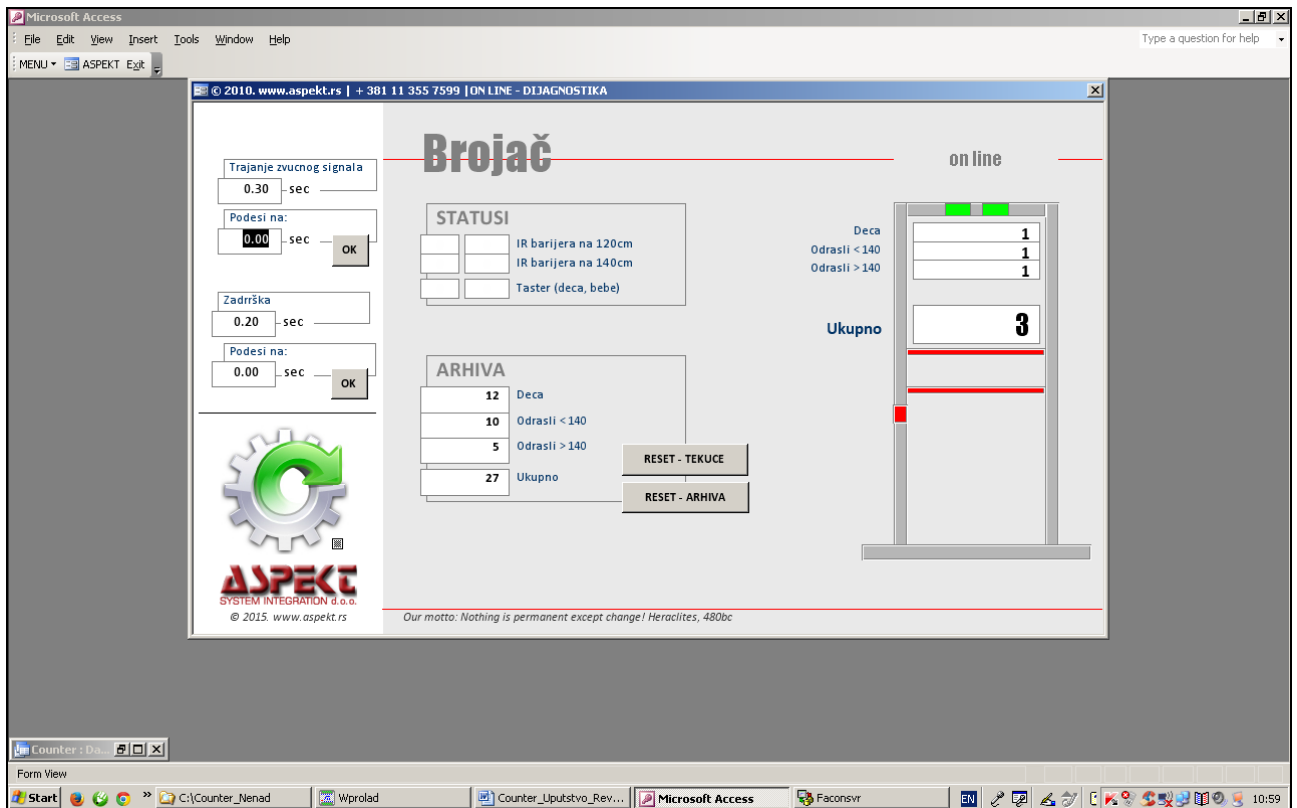 Microsoft Access
File Edit View Insert Tools Window Help
Type a question for help
MENU ASPEKT Exit
© 2010. www.aspekt.rs | + 381 11 355 7599 |ON LINE - DIJAGNOSTIKA
Brojač
on line
Trajanje zvucnog signala
0.30 sec
Podesi na:
0.00 sec OK
Zadrrška
0.20 sec
Podesi na:
0.00 sec OK
STATUSI
IR barijera na 120cm
IR barijera na 140cm
Taster (deca, bebe)
ARHIVA
12 Deca
10 Odrasli <140
5 Odrasli >140
27 Ukupno
RESET - TEKUCE
RESET - ARHIVA
Deca 1
Odrasli <140 1
Odrasli >140 1
Ukupno 3
ASPEKT
SYSTEM INTEGRATION d.o.o.
© 2015. www.aspekt.rs
Our motto: Nothing is permanent except change! Heraclites, 480bc
Counter : Da...
Form View
Start » C:\Counter_Nenad Wprolad Counter_Uputstvo_Rev... Microsoft Access Faconsvr EN 10:59